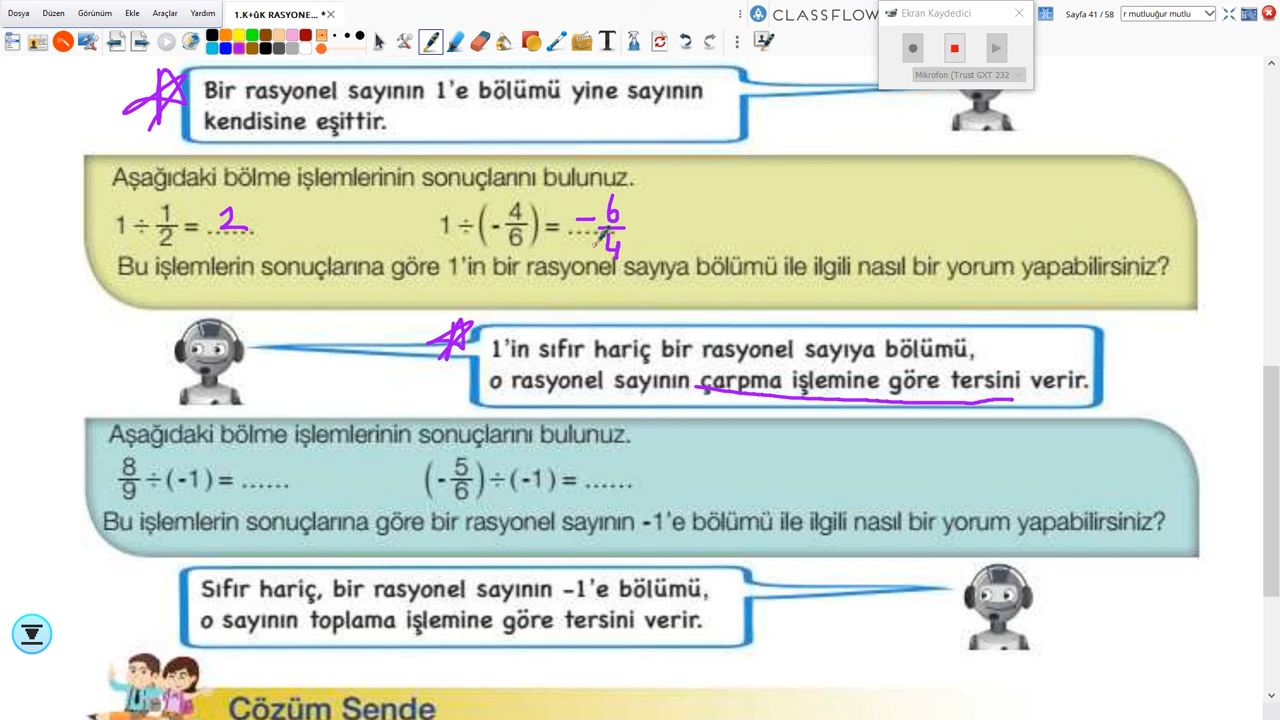 Dosya Düzen Görünüm Ekle Araçlar Yardım
1.K+ûK RASYONE... *
CLASSFLOW
Ekran Kaydedici
Mikrofon (Trust GXT 232
Sayfa 41 / 58
r mutluuğur mutlu
Bir rasyonel sayının 1'e bölümü yine sayının
kendisine eşittir.
Aşağıdaki bölme işlemlerinin sonuçlarını bulunuz.
1 ÷ 1/2 = ...2... 1 ÷ (- 4/6) = ... - 6/4
Bu işlemlerin sonuçlarına göre 1'in bir rasyonel sayıya bölümü ile ilgili nasıl bir yorum yapabilirsiniz?
1'in sıfır hariç bir rasyonel sayıya bölümü,
o rasyonel sayının çarpma işlemine göre tersini verir.
Aşağıdaki bölme işlemlerinin sonuçlarını bulunuz.
8/9 ÷ (-1) = ...... (- 5/6) ÷ (-1) = ......
Bu işlemlerin sonuçlarına göre bir rasyonel sayının -1'e bölümü ile ilgili nasıl bir yorum yapabilirsiniz?
Sıfır hariç, bir rasyonel sayının -1'e bölümü,
o sayının toplama işlemine göre tersini verir.
Çözüm Sende